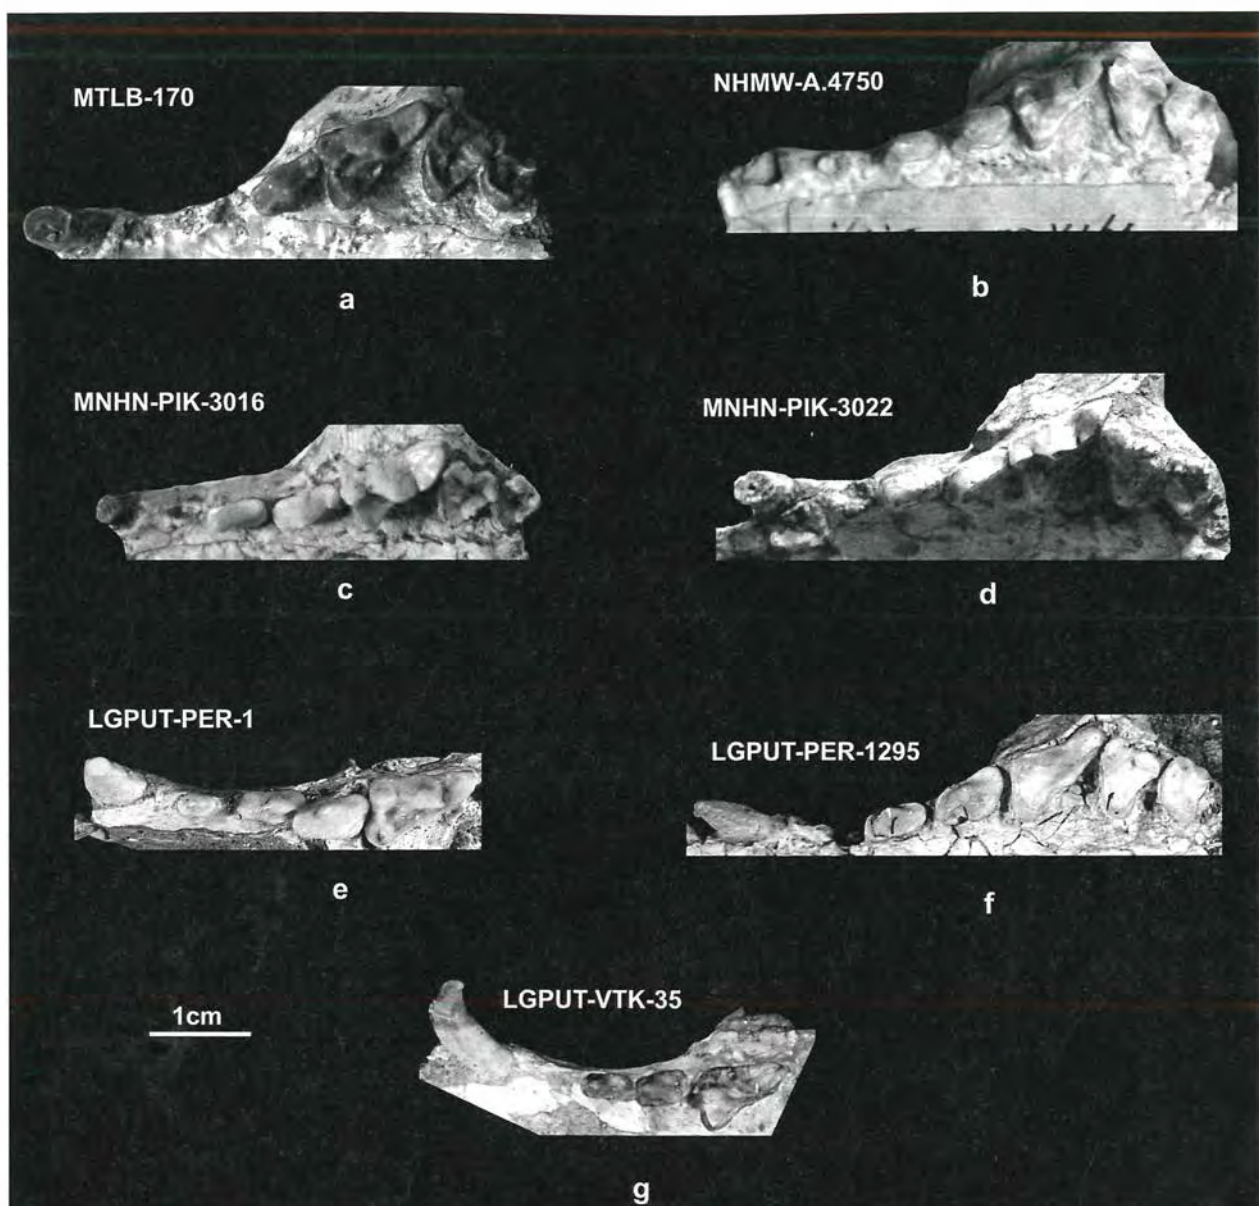 MTLB-170
NHMW-A.4750
a
b
MNHN-PIK-3016
MNHN-PIK-3022
c
d
LGPUT-PER-1
LGPUT-PER-1295
e
f
LGPUT-VTK-35
1cm
g